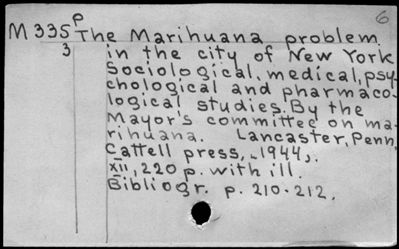 6
M 335p The Marihuana problem
3 in the city of New York
Sociological, medical, psy-
chological and pharmaco-
logical studies. By the
Mayor's committee on ma-
rihuana. Lancaster, Penn.
Cattell press, 1944,.
XII, 220 p. with ill.
Bibliogr. p. 210-212.